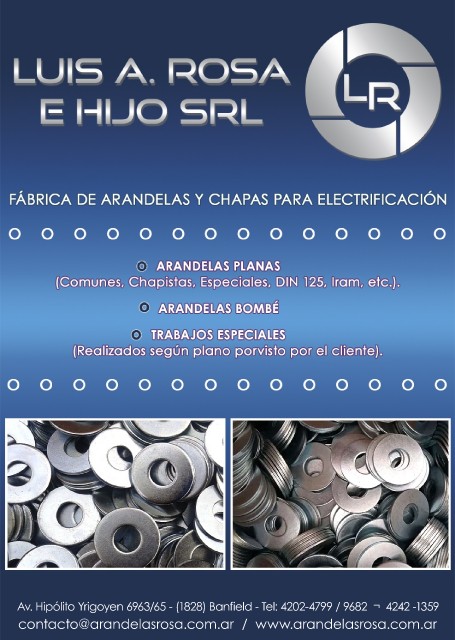 LUIS A. ROSA
E HIJO SRL
LR
FÁBRICA DE ARANDELAS Y CHAPAS PARA ELECTRIFICACIÓN
ARANDELAS PLANAS
(Comunes, Chapistas, Especiales, DIN 125, Iram, etc.).
ARANDELAS BOMBÉ
TRABAJOS ESPECIALES
(Realizados según plano porvisto por el cliente).
Av. Hipólito Yrigoyen 6963/65 - (1828) Banfield - Tel: 4202-4799 / 9682 ¬ 4242 -1359
contacto@arandelasrosa.com.ar / www.arandelasrosa.com.ar